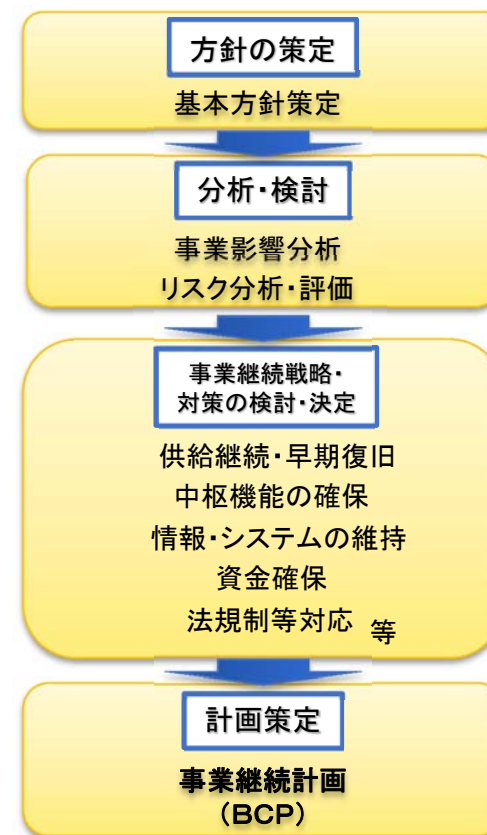 方針の策定
基本方針策定
分析・検討
事業影響分析
リスク分析・評価
事業継続戦略・
対策の検討・決定
供給継続・早期復旧
中枢機能の確保
情報・システムの維持
資金確保
法規制等対応 等
計画策定
事業継続計画
(BCP)